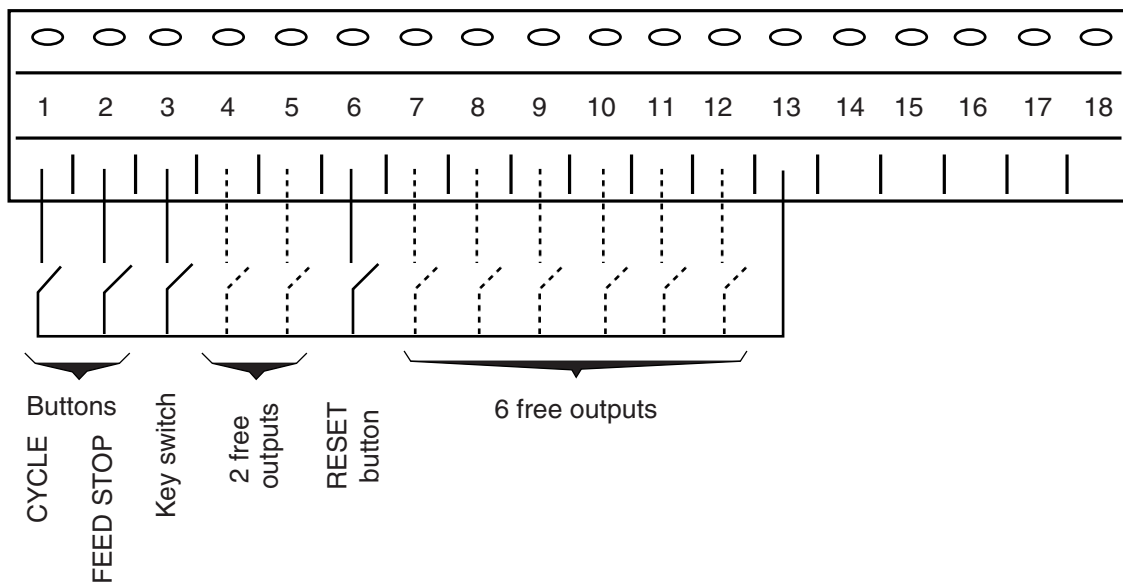 1 2 3 4 5 6 7 8 9 10 11 12 13 14 15 16 17 18
Buttons
CYCLE
FEED STOP
Key switch
2 free
outputs
RESET
button
6 free outputs